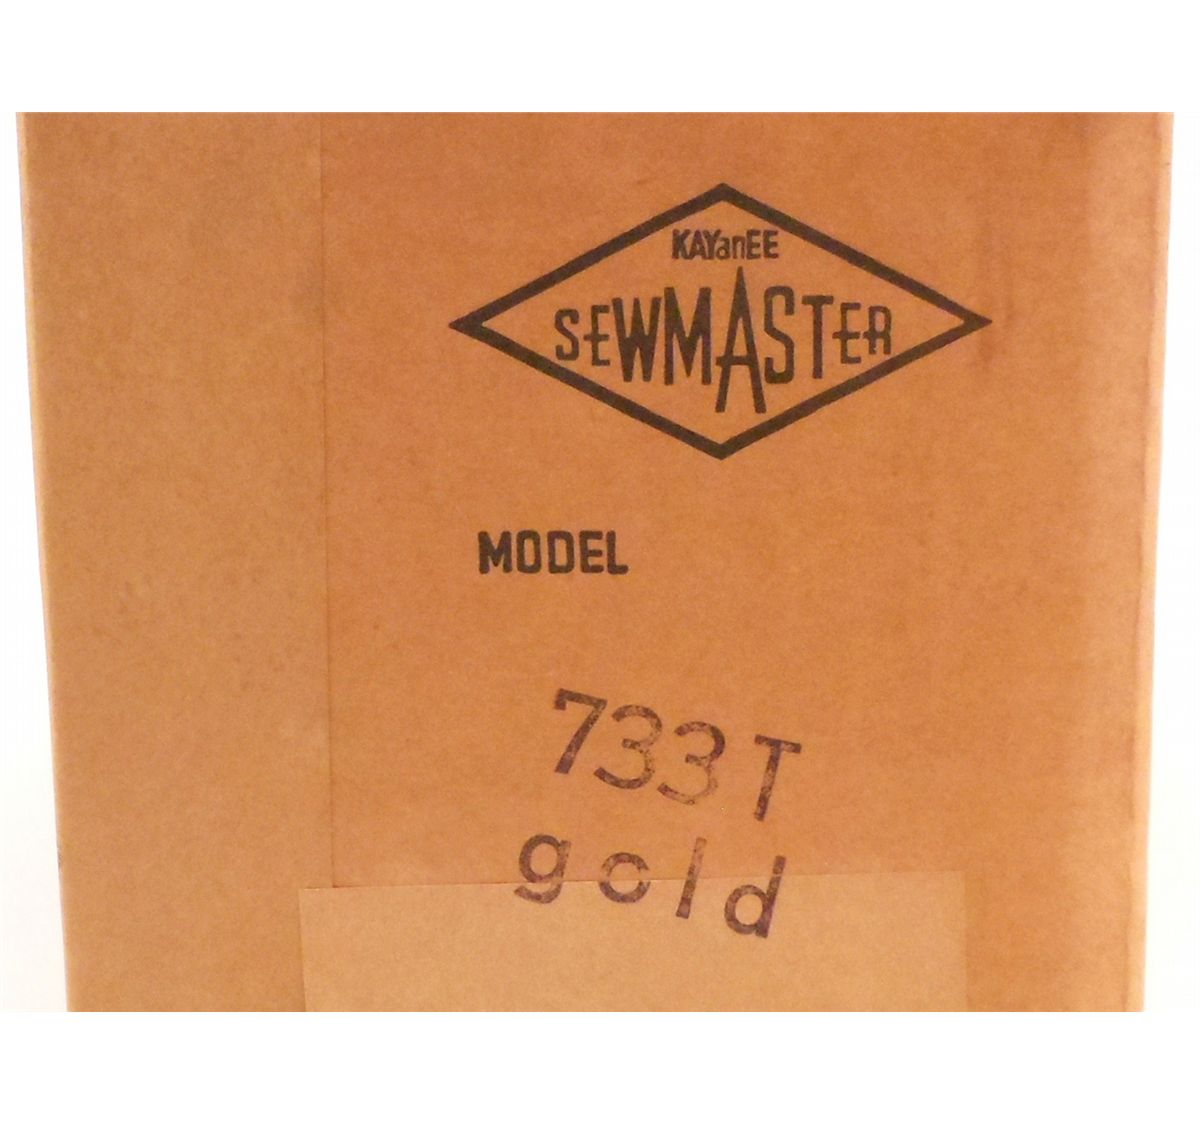 KAYanEE
SEWMASTER
MODEL
733T
gold